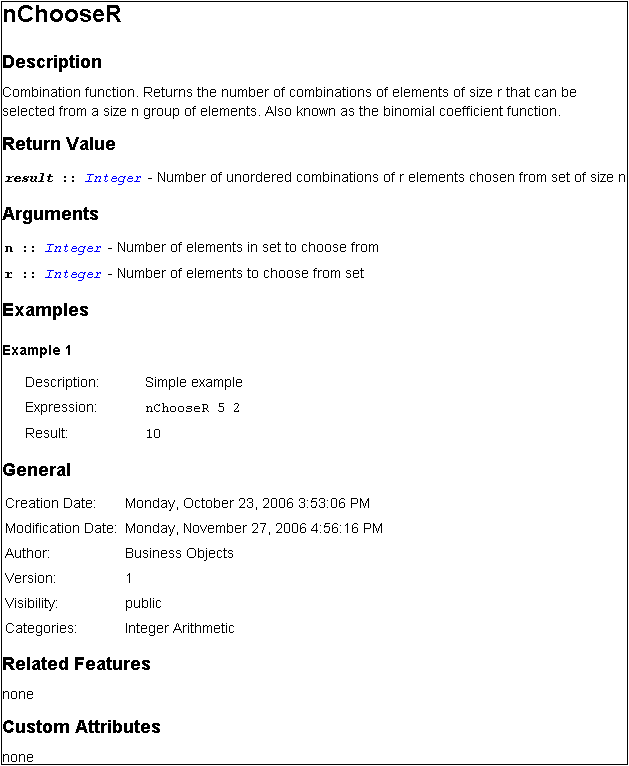 nChooseR
Description
Combination function. Returns the number of combinations of elements of size r that can be
selected from a size n group of elements. Also known as the binomial coefficient function.
Return Value
result :: Integer - Number of unordered combinations of r elements chosen from set of size n
Arguments
n :: Integer - Number of elements in set to choose from
r :: Integer - Number of elements to choose from set
Examples
Example 1
Description: Simple example
Expression: nChooseR 5 2
Result: 10
General
Creation Date: Monday, October 23, 2006 3:53:06 PM
Modification Date: Monday, November 27, 2006 4:56:16 PM
Author: Business Objects
Version: 1
Visibility: public
Categories: Integer Arithmetic
Related Features
none
Custom Attributes
none